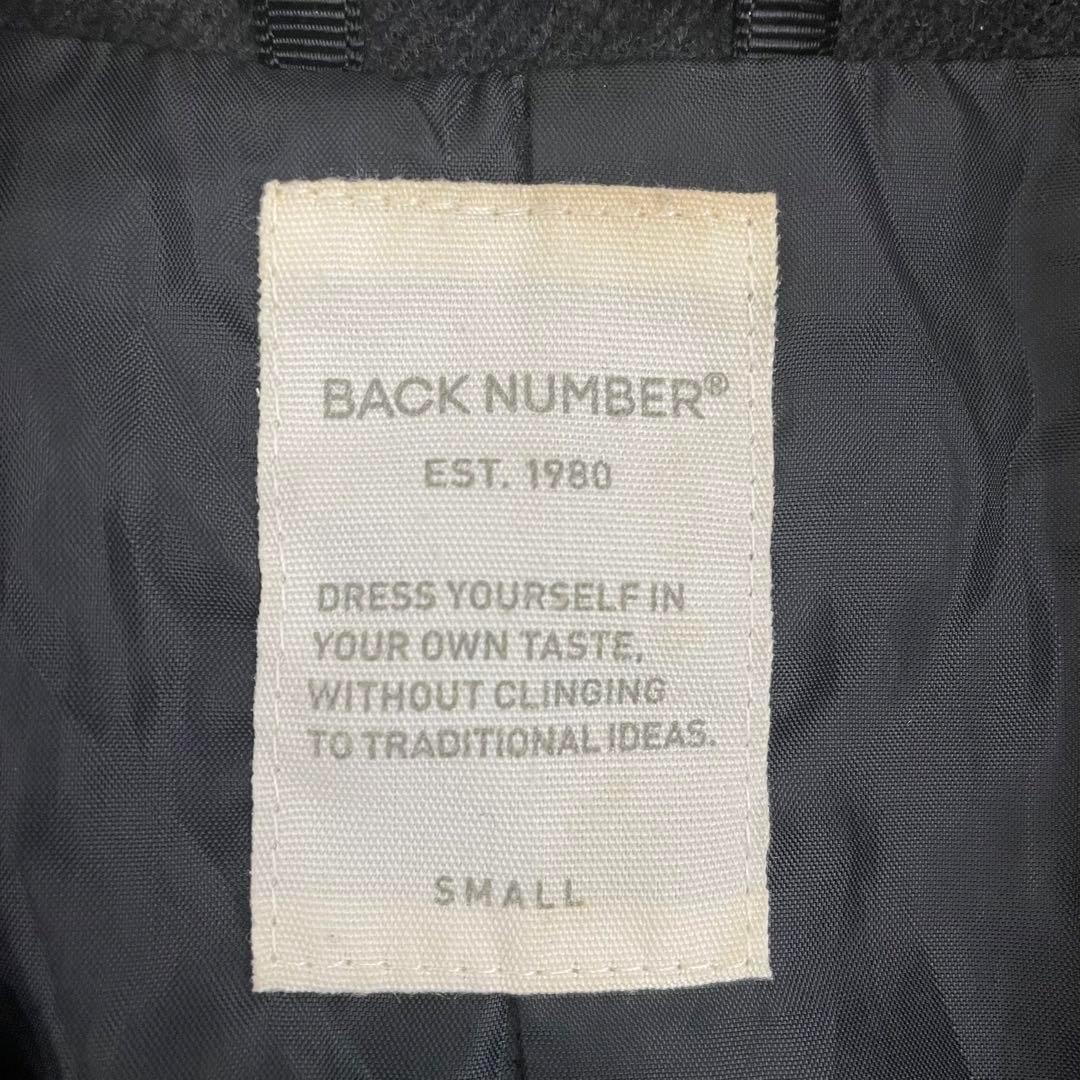 BACK NUMBER®
EST. 1980
DRESS YOURSELF IN
YOUR OWN TASTE,
WITHOUT CLINGING
TO TRADITIONAL IDEAS.
SMALL